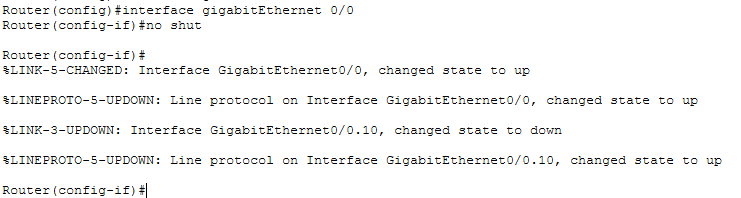 Router(config)#interface gigabitEthernet 0/0
Router(config-if)#no shut
Router(config-if)#
%LINK-5-CHANGED: Interface GigabitEthernet0/0, changed state to up
%LINEPROTO-5-UPDOWN: Line protocol on Interface GigabitEthernet0/0, changed state to up
%LINK-3-UPDOWN: Interface GigabitEthernet0/0.10, changed state to down
%LINEPROTO-5-UPDOWN: Line protocol on Interface GigabitEthernet0/0.10, changed state to up
Router(config-if)#